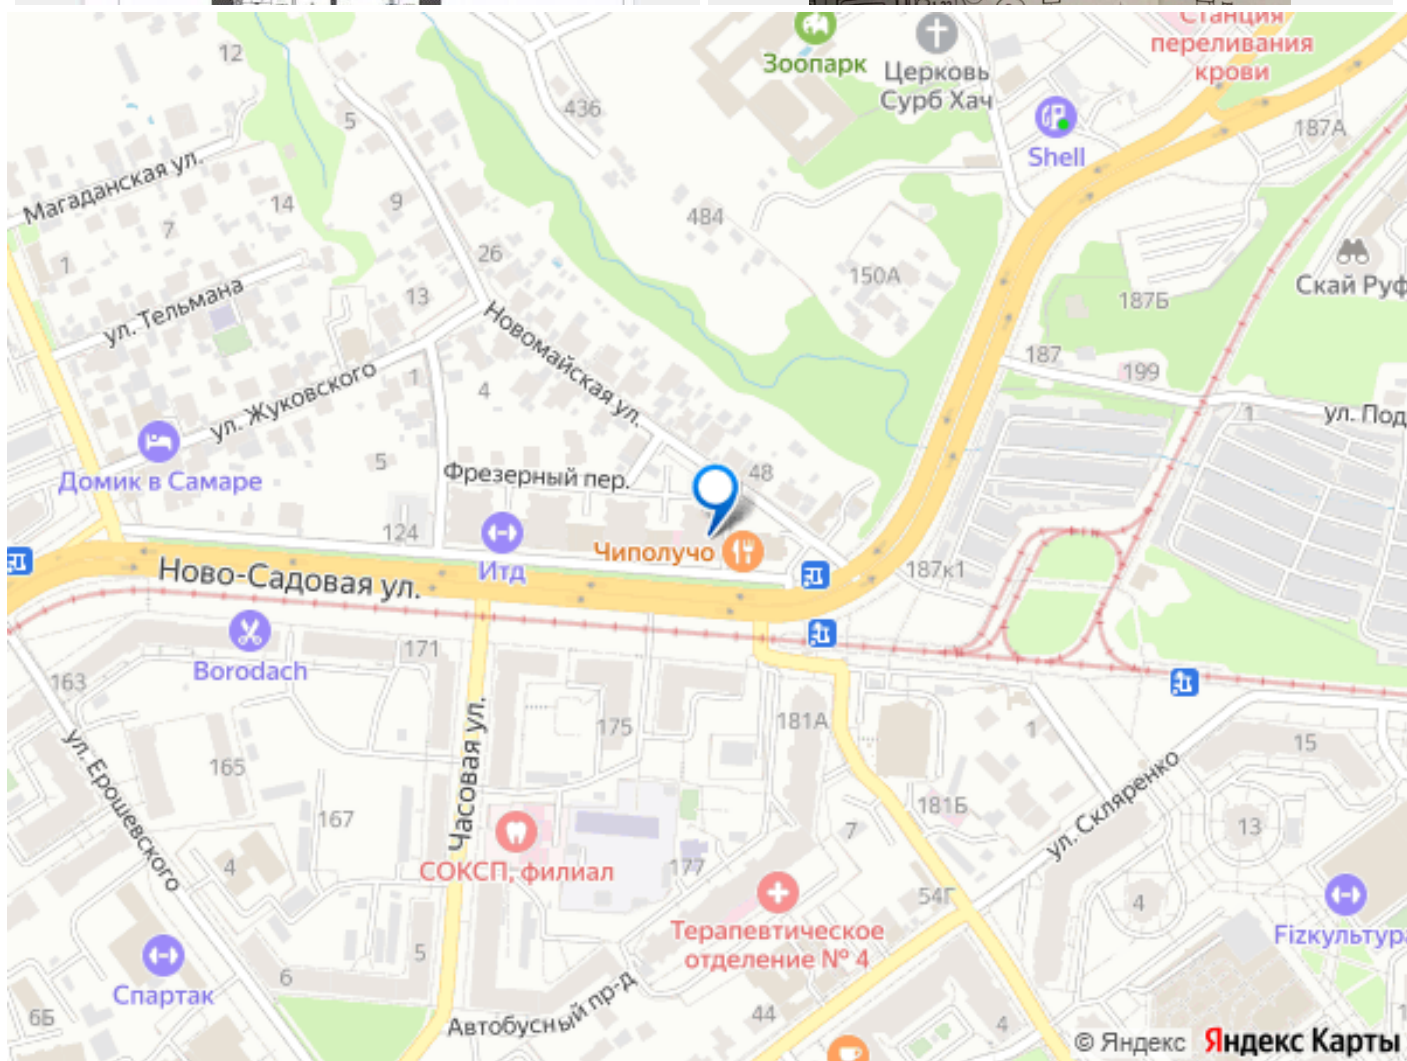 Станция
переливания
крови
Зоопарк
Церковь
Сурб Хач
Shell
12
5
436
187А
Магаданская ул.
14
9
7
484
26
1
150А
Скай Руф
13
187Б
ул. Тельмана
Новомайская ул.
187
199
1
4
ул. Жуковского
1
ул. Под
Домик в Самаре
5
Фрезерный пер.
48
124
Чиполучо
Итд
187к1
Ново-Садовая ул.
Borodach
171
163
175
181А
1
15
ул. Ерошевского
165
Часовая ул.
181Б
ул. Скляренко
167
7
13
4
СОКСП, филиал
177
54Г
4
Терапевтическое
отделение № 4
Fizкультура
5
6
Спартак
6Б
Автобусный пр-д
44
4
1
© Яндекс Яндекс Карты